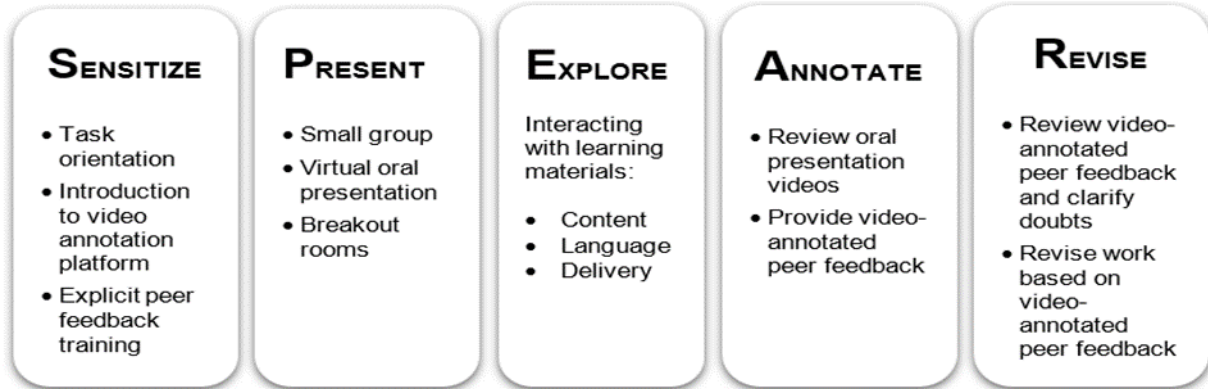 SENSITIZE
• Task
orientation
• Introduction
to video
annotation
platform
• Explicit peer
feedback
training
PRESENT
• Small group
• Virtual oral
presentation
• Breakout
rooms
EXPLORE
Interacting
with learning
materials:
• Content
• Language
• Delivery
ANNOTATE
• Review oral
presentation
videos
• Provide video-
annotated
peer feedback
REVISE
• Review video-
annotated
peer feedback
and clarify
doubts
• Revise work
based on
video-
annotated
peer feedback